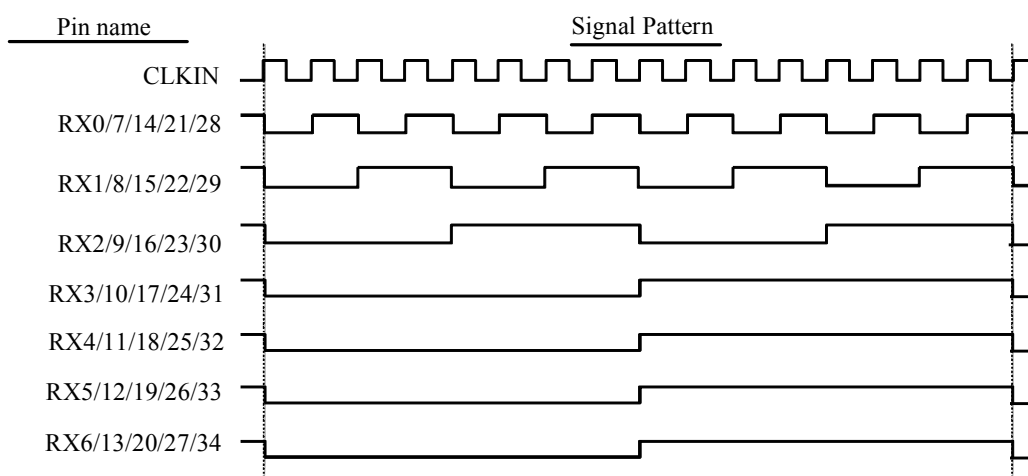 Pin name
Signal Pattern
CLKIN
RX0/7/14/21/28
RX1/8/15/22/29
RX2/9/16/23/30
RX3/10/17/24/31
RX4/11/18/25/32
RX5/12/19/26/33
RX6/13/20/27/34